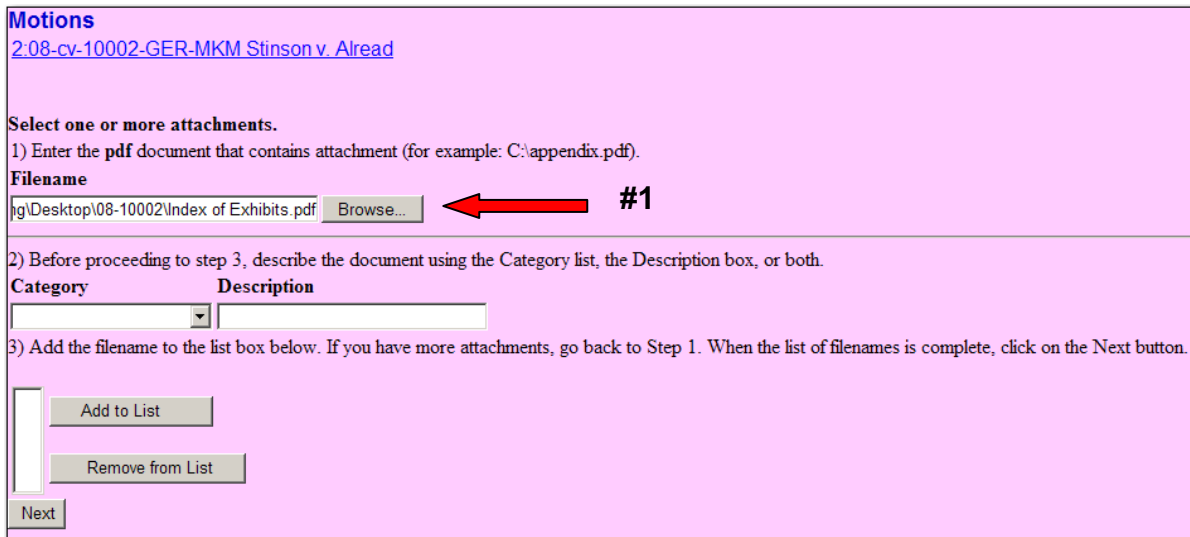 Motions
2:08-cv-10002-GER-MKM Stinson v. Alread
Select one or more attachments.
1) Enter the pdf document that contains attachment (for example: C:\appendix.pdf).
Filename
ng\Desktop\08-10002\Index of Exhibits.pdf Browse... #1
2) Before proceeding to step 3, describe the document using the Category list, the Description box, or both.
Category Description
3) Add the filename to the list box below. If you have more attachments, go back to Step 1. When the list of filenames is complete, click on the Next button.
Add to List
Remove from List
Next